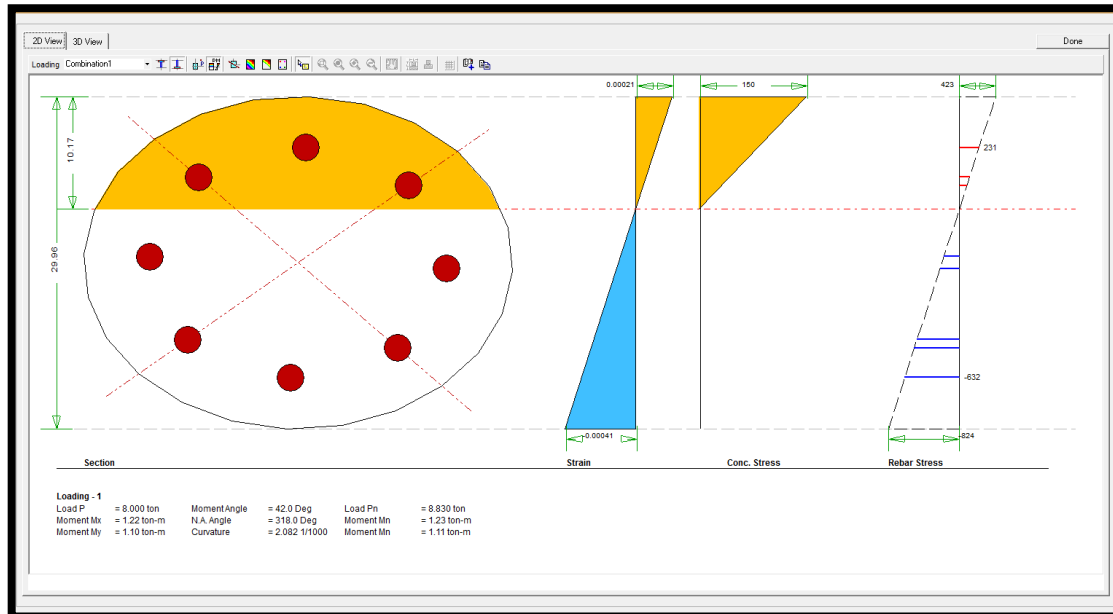 2D View 3D View
Done
Loading Combination1
0.00021
150
423
10.17
231
29.96
-632
-0.00041
-824
Section Strain Conc. Stress Rebar Stress
Loading - 1
Load P = 8.000 ton Moment Angle = 42.0 Deg Load Pn = 8.830 ton
Moment Mx = 1.22 ton-m N.A. Angle = 318.0 Deg Moment Mn = 1.23 ton-m
Moment My = 1.10 ton-m Curvature = 2.082 1/1000 Moment Mn = 1.11 ton-m